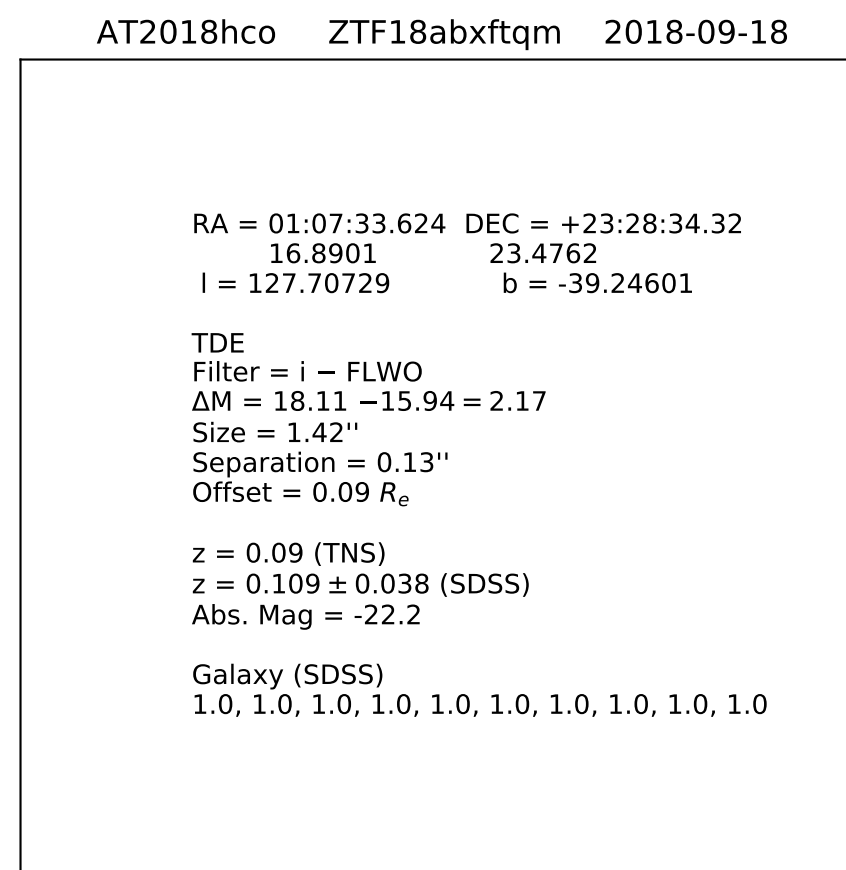 AT2018hco ZTF18abxftqm 2018-09-18
RA = 01:07:33.624 DEC = +23:28:34.32
16.8901 23.4762
l = 127.70729 b = -39.24601
TDE
Filter = i − FLWO
ΔM = 18.11 −15.94 = 2.17
Size = 1.42''
Separation = 0.13''
Offset = 0.09 Rₑ
z = 0.09 (TNS)
z = 0.109 ± 0.038 (SDSS)
Abs. Mag = -22.2
Galaxy (SDSS)
1.0, 1.0, 1.0, 1.0, 1.0, 1.0, 1.0, 1.0, 1.0, 1.0